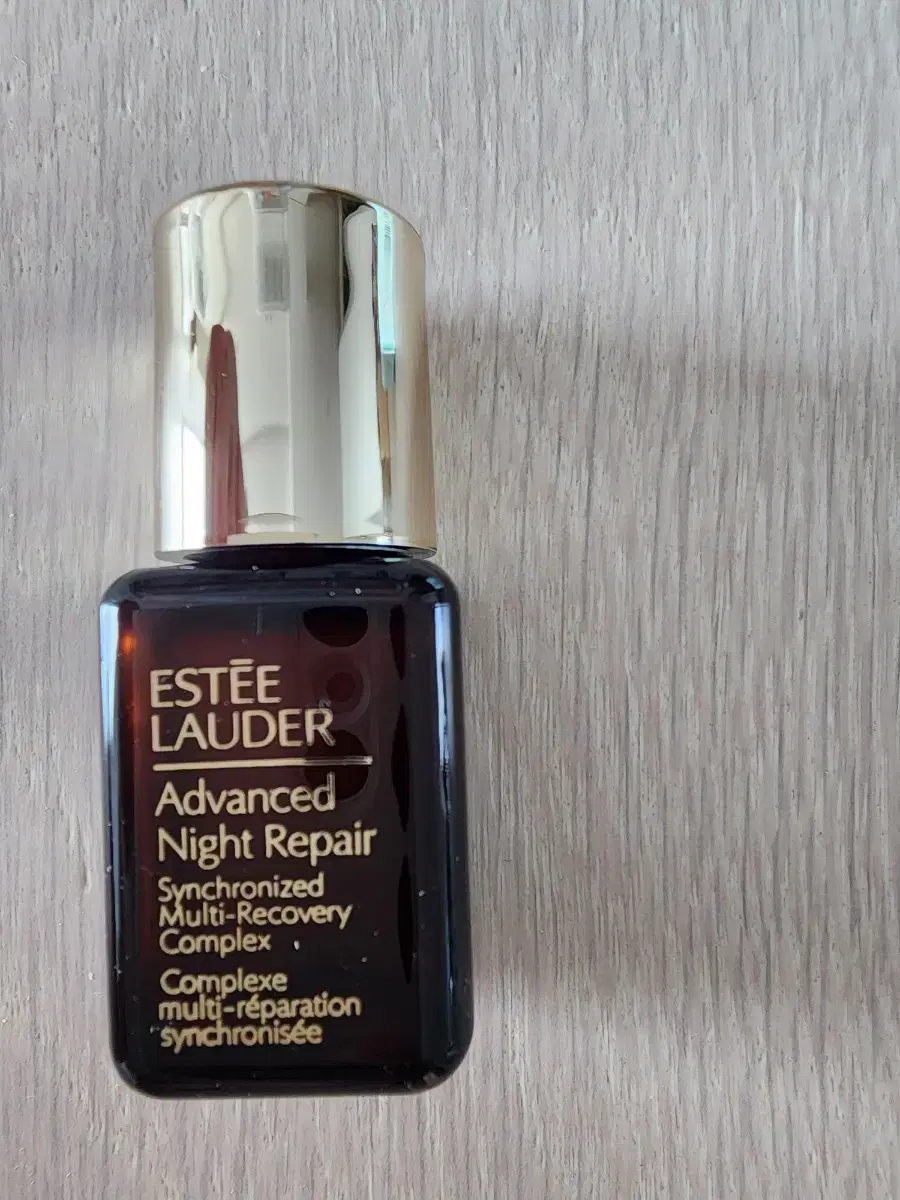 ESTĒE
LAUDER
Advanced
Night Repair
Synchronized
Multi-Recovery
Complex
Complexe
multi-réparation
synchronisée